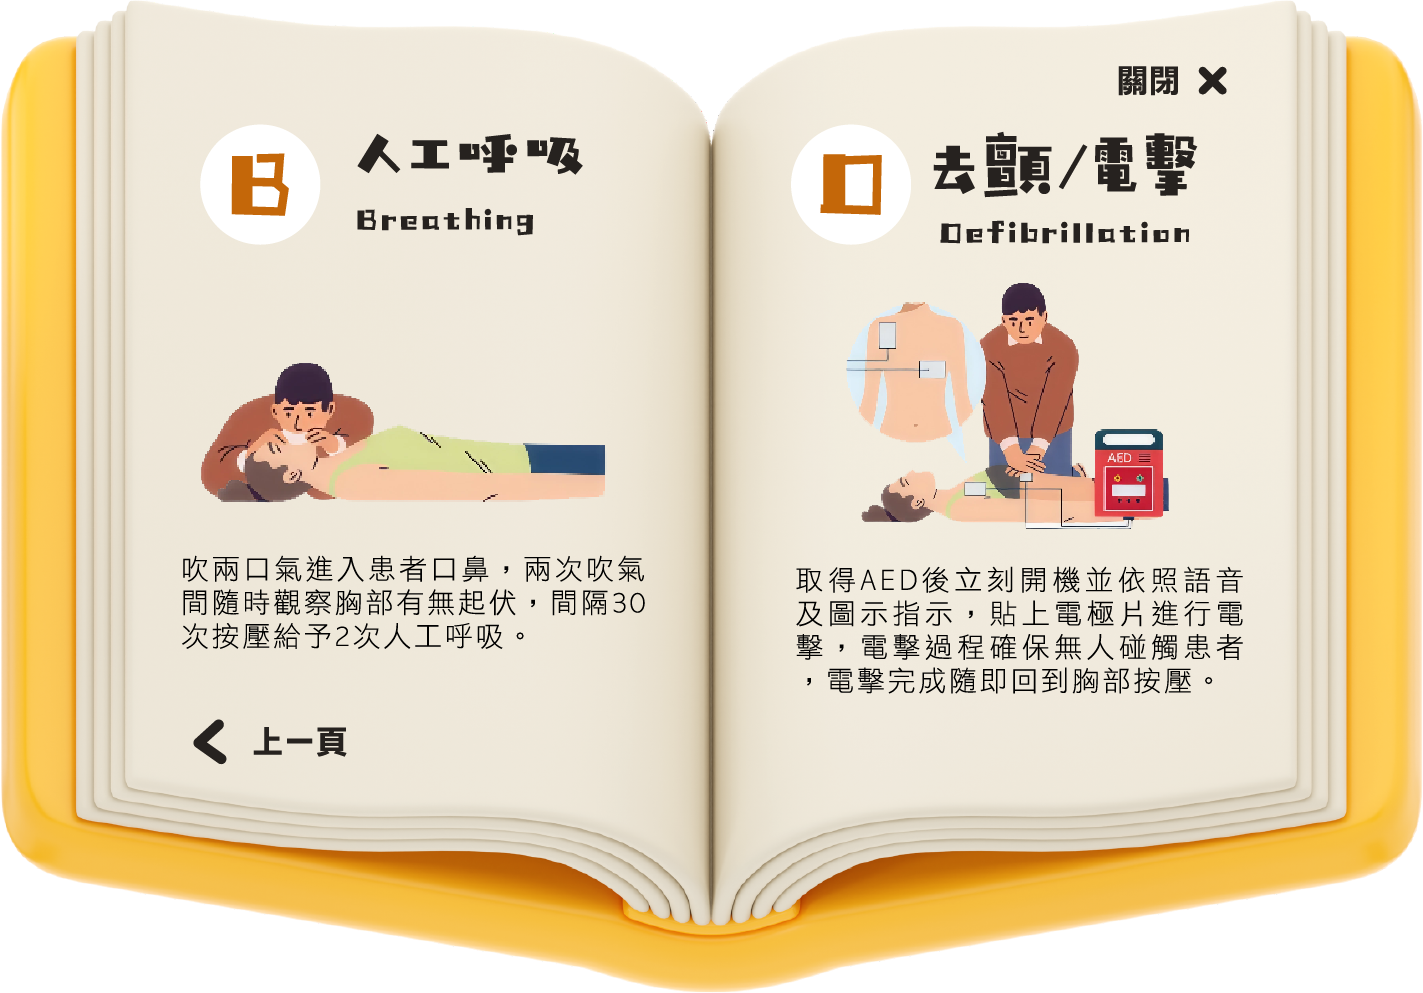 B
人工呼吸
Breathing
吹兩口氣進入患者口鼻，兩次吹氣
間隨時觀察胸部有無起伏，間隔30
次按壓給予2次人工呼吸。
上一頁
關閉
D
去顫/電擊
Defibrillation
AED
取得AED後立刻開機並依照語音
及圖示指示，貼上電極片進行電
擊，電擊過程確保無人碰觸患者
，電擊完成隨即回到胸部按壓。